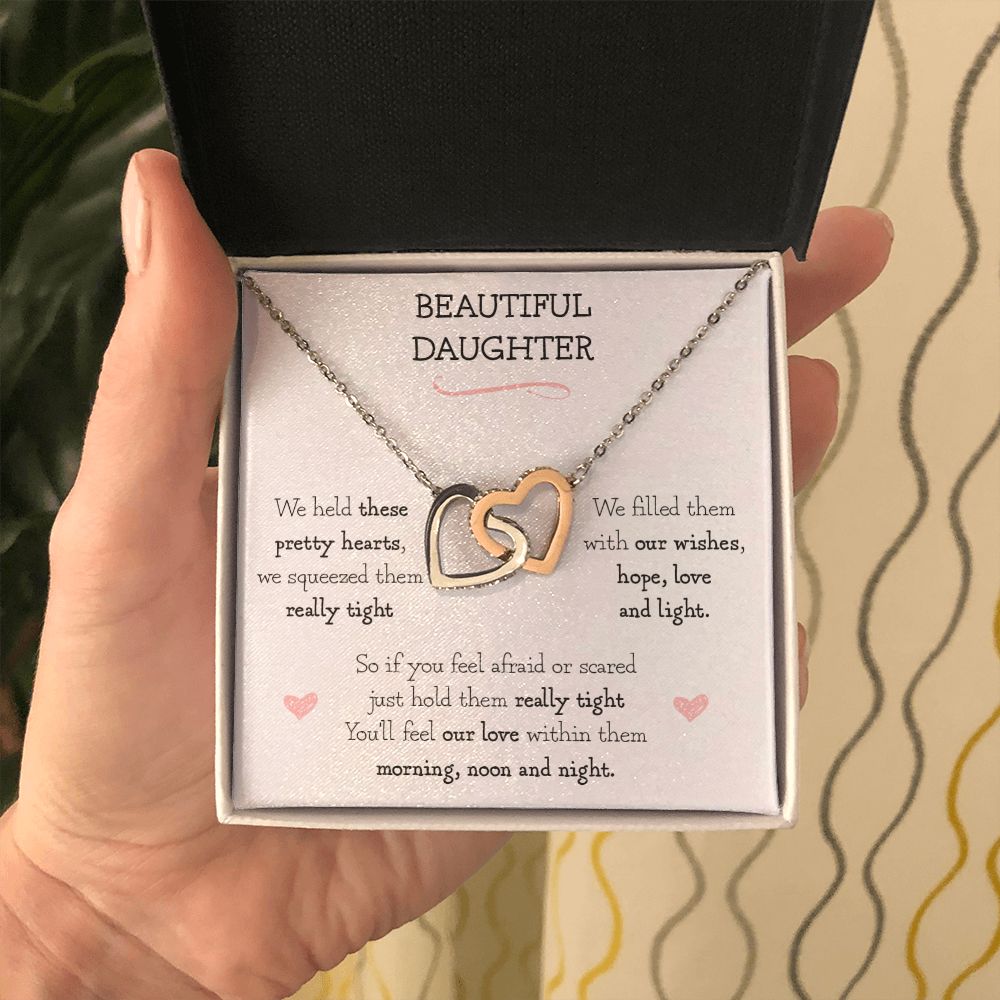 BEAUTIFUL
DAUGHTER
We held these
pretty hearts,
we squeezed them
really tight
We filled them
with our wishes,
hope, love
and light.
So if you feel afraid or scared
just hold them really tight
You'll feel our love within them
morning, noon and night.